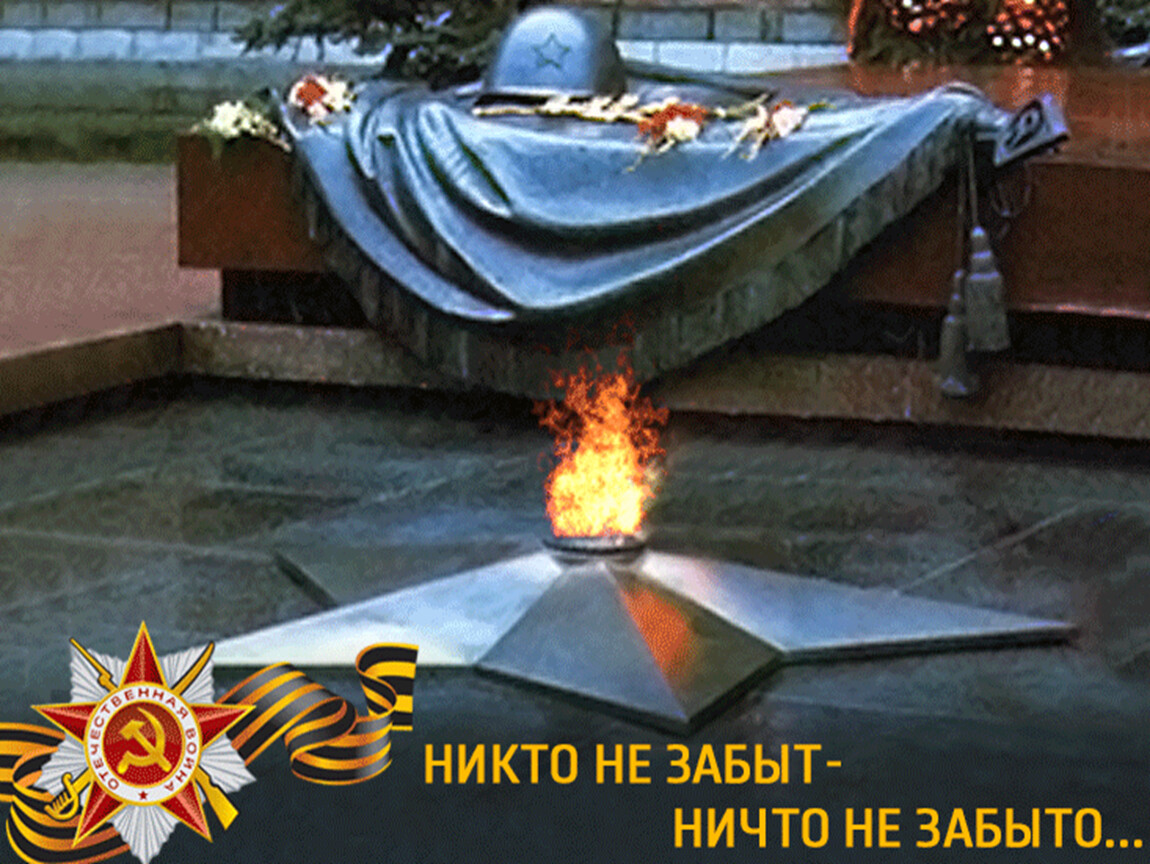 НИКТО НЕ ЗАБЫТ-
НИЧТО НЕ ЗАБЫТО...
ОТЕЧЕСТВЕННАЯ ВОЙНА